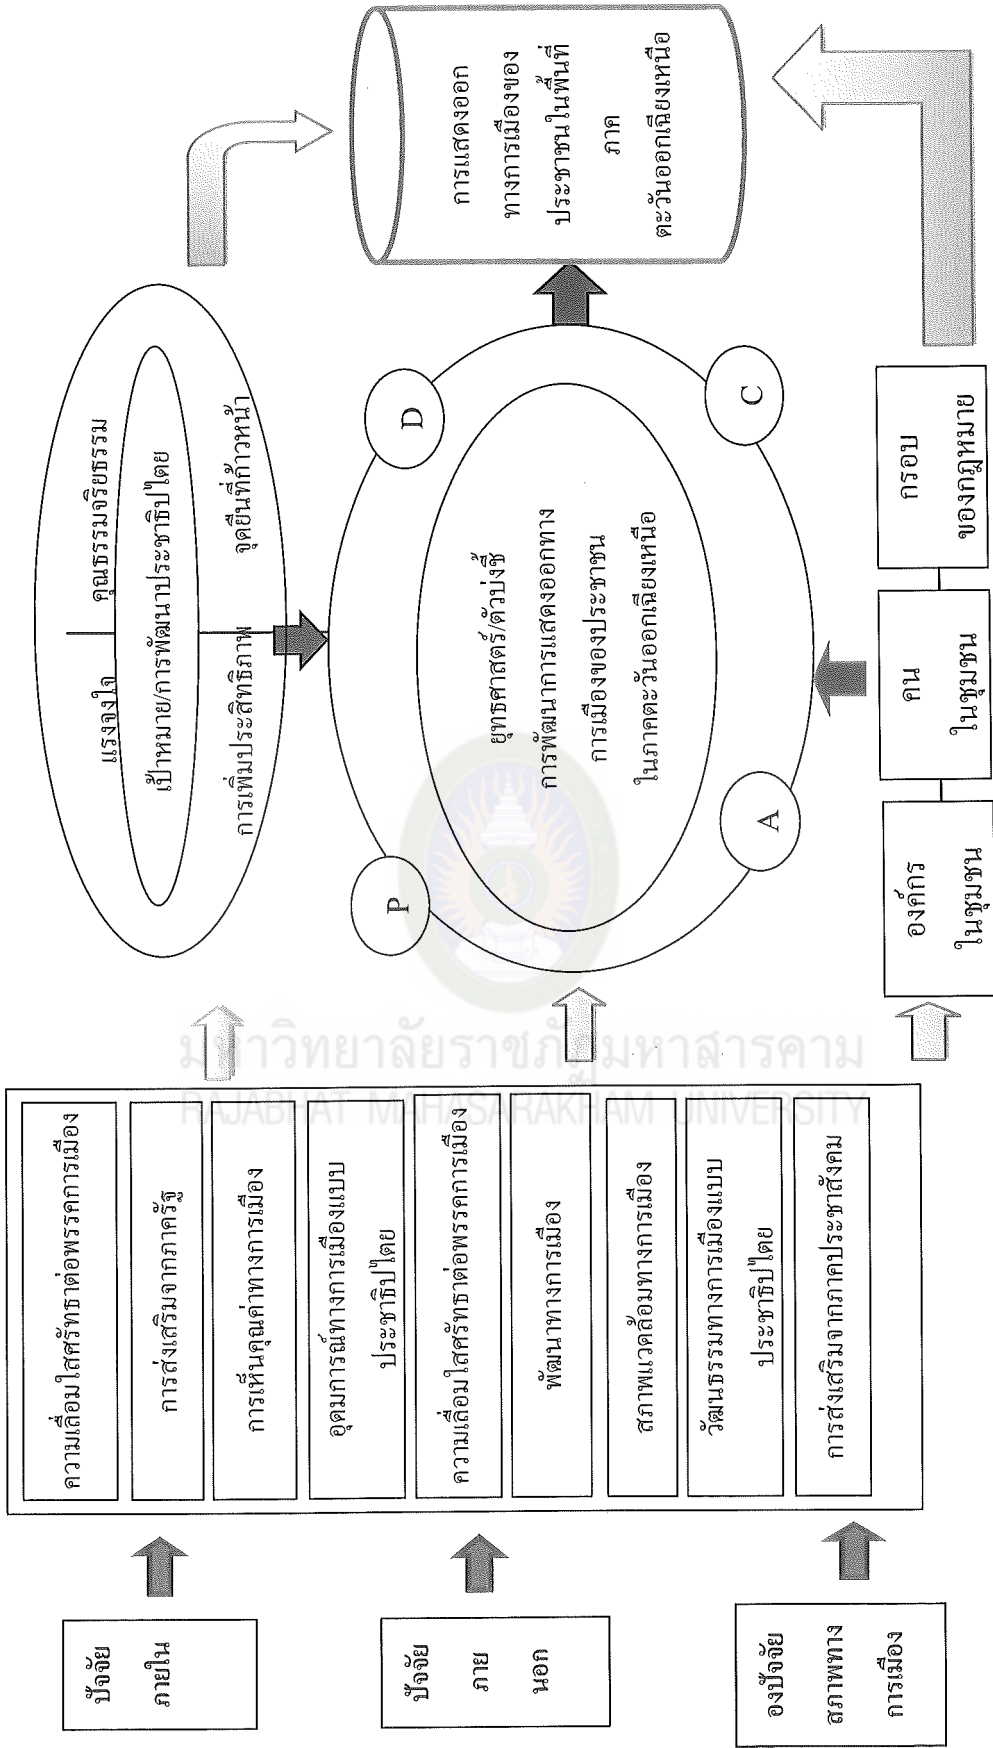 ปัจจัย
ภายใน
ปัจจัย
ภาย
นอก
องปัจจัย
สภาพทาง
การเมือง
ความเลื่อมใสศรัทธาต่อพรรคการเมือง
การส่งเสริมจากภาครัฐ
การเห็นคุณค่าทางการเมือง
อุดมการณ์ทางการเมืองแบบ
ประชาธิปไตย
ความเลื่อมใสศรัทธาต่อพรรคการเมือง
พัฒนาทางการเมือง
สภาพแวดล้อมทางการเมือง
วัฒนธรรมทางการเมืองแบบ
ประชาธิปไตย
การส่งเสริมจากภาคประชาสังคม
แรงจูงใจ
คุณธรรมจริยธรรม
เป้าหมาย/การพัฒนาประชาธิปไตย
การเพิ่มประสิทธิภาพ
จุดยืนที่ก้าวหน้า
P
D
ยุทธศาสตร์/ตัวบ่งชี้
การพัฒนาการแสดงออกทาง
การเมืองของประชาชน
ในภาคตะวันออกเฉียงเหนือ
A
C
องค์กร
ในชุมชน
คน
ในชุมชน
กรอบ
ของกฎหมาย
การแสดงออก
ทางการเมืองของ
ประชาชนในพื้นที่
ภาค
ตะวันออกเฉียงเหนือ
มหาวิทยาลัยราชภัฏมหาสารคาม
RAJABHAT MAHASARAKHAM UNIVERSITY